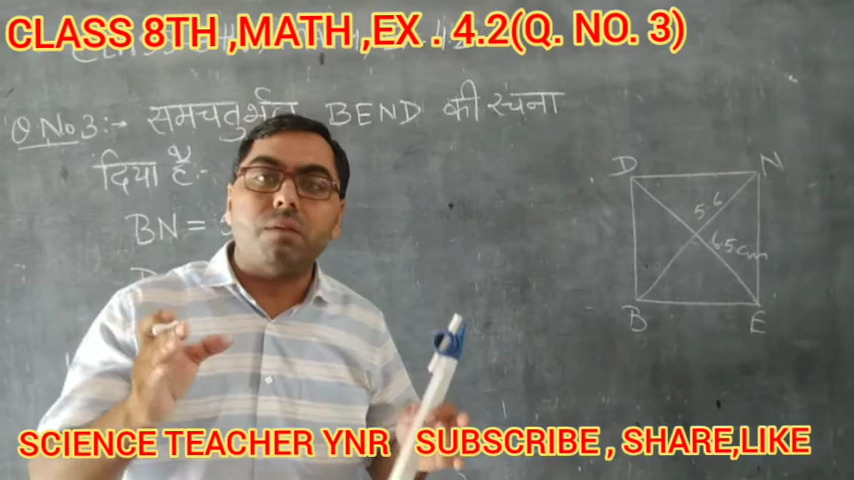 CLASS 8TH ,MATH ,EX . 4.2(Q. NO. 3)
Q No 3:- समचतुर्भुज BEND की रचना
दिया है:-
BN =
D N
5.6
6.5cm
B E
SCIENCE TEACHER YNR SUBSCRIBE , SHARE,LIKE